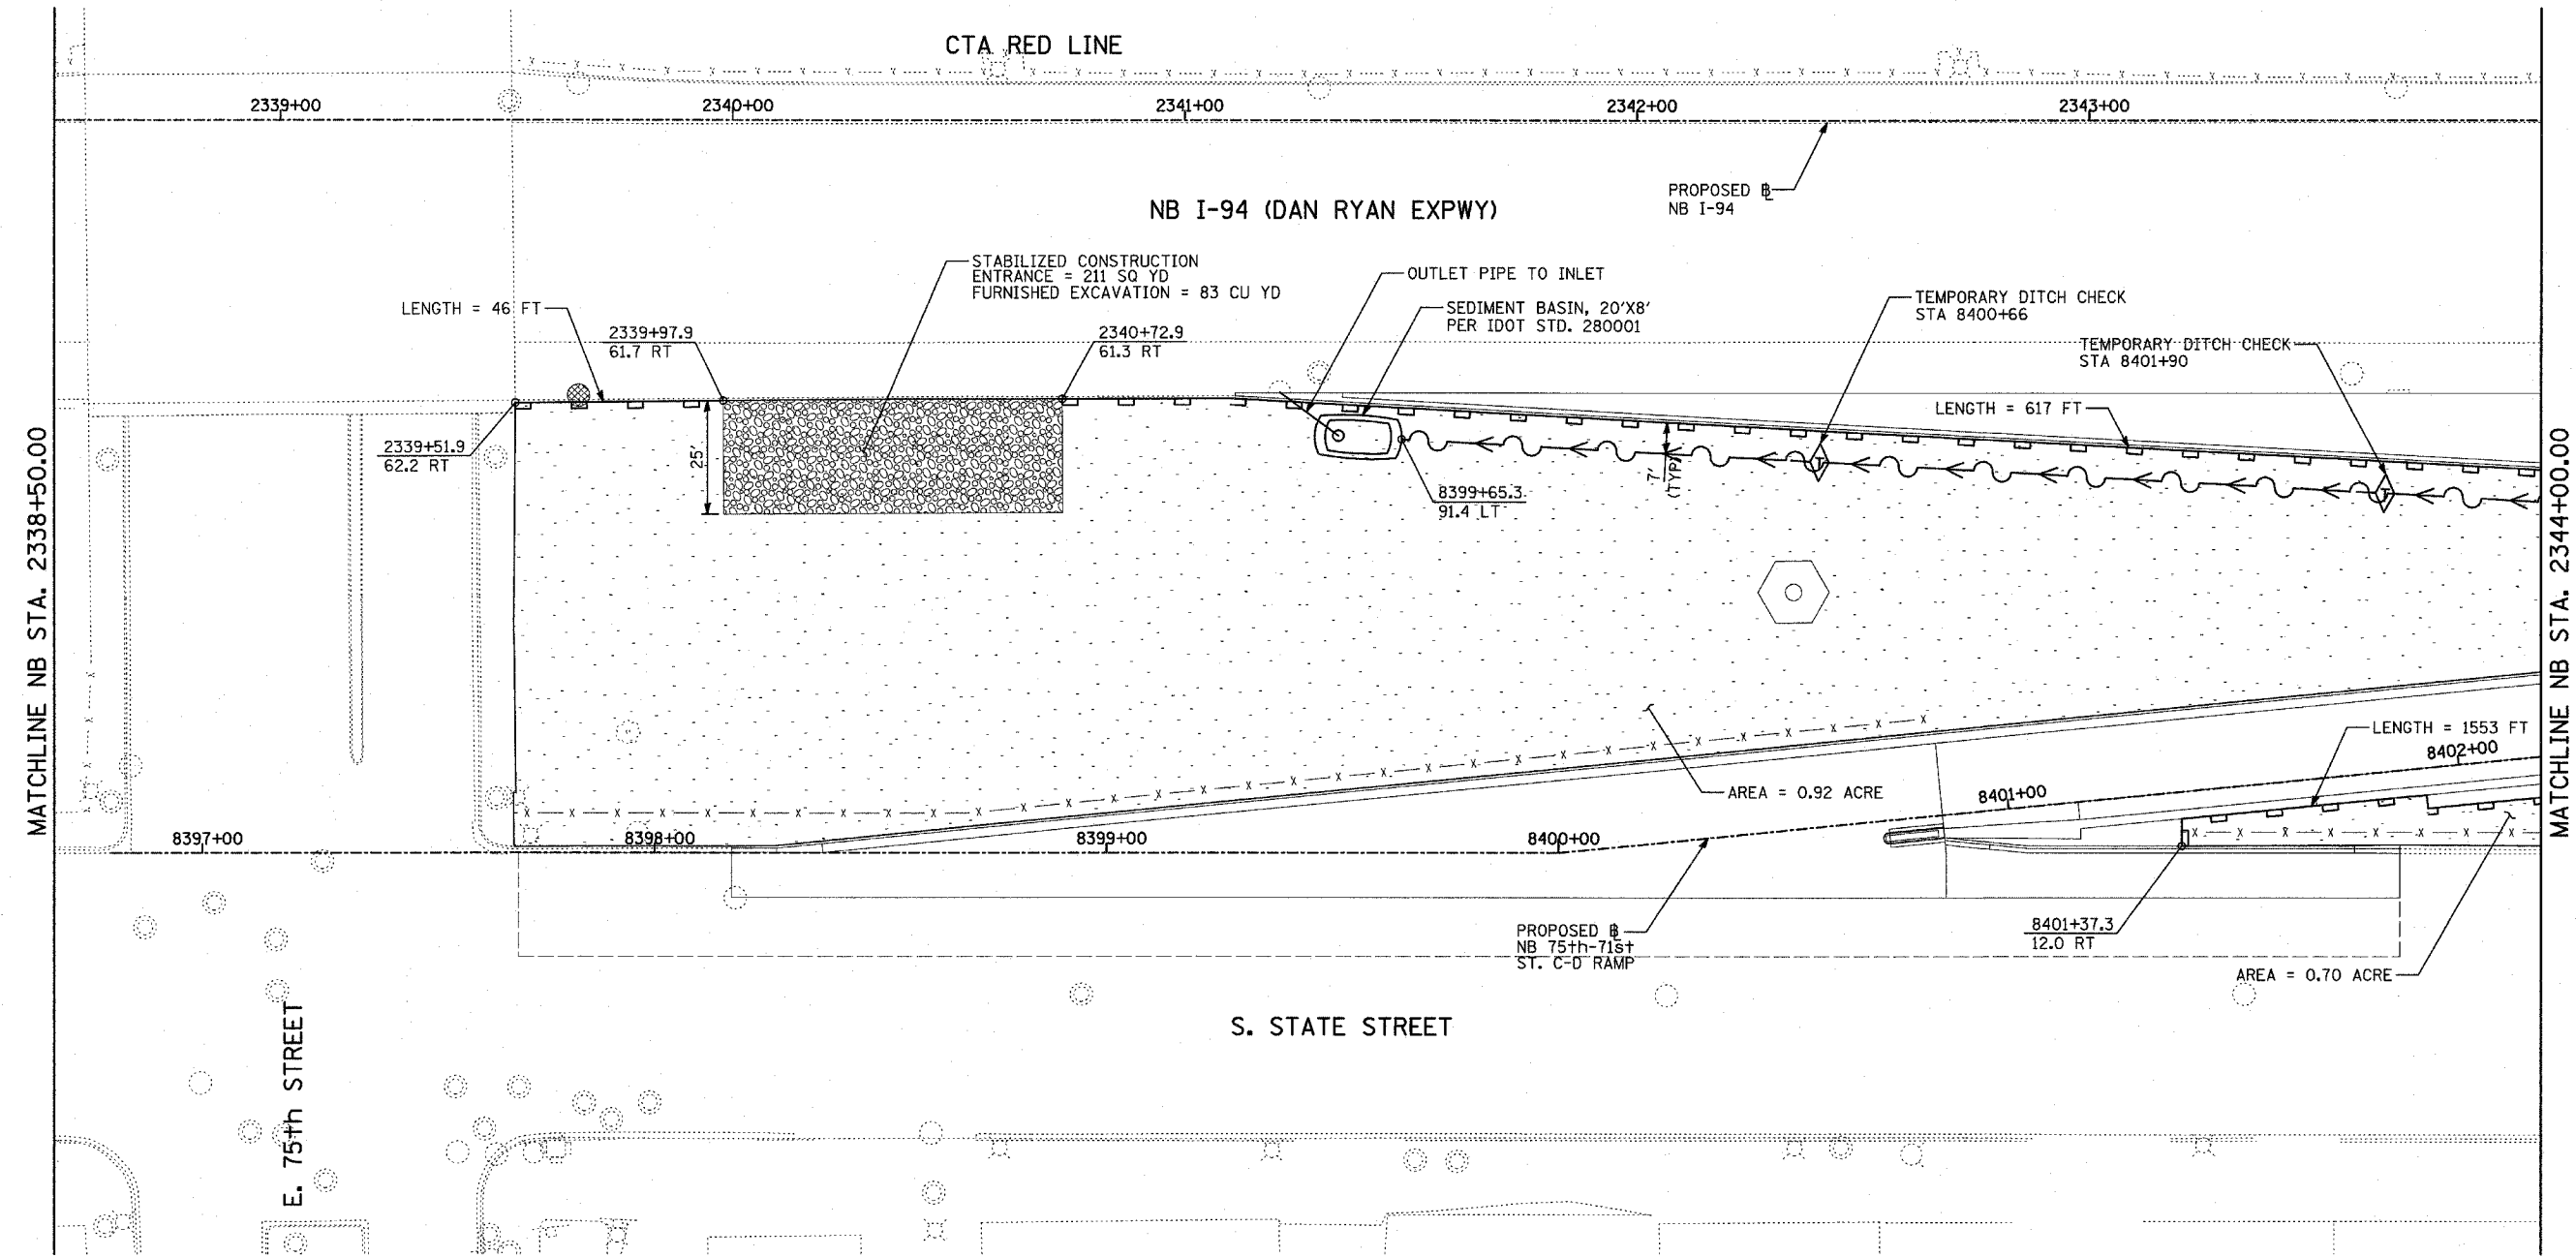 CTA RED LINE
2339+00
2340+00
2341+00
2342+00
2343+00
PROPOSED ℄
NB I-94
NB I-94 (DAN RYAN EXPWY)
STABILIZED CONSTRUCTION
ENTRANCE = 211 SQ YD
FURNISHED EXCAVATION = 83 CU YD
OUTLET PIPE TO INLET
SEDIMENT BASIN, 20'X8'
PER IDOT STD. 280001
TEMPORARY DITCH CHECK
STA 8400+66
TEMPORARY DITCH CHECK
STA 8401+90
LENGTH = 46 FT
2339+97.9
61.7 RT
2340+72.9
61.3 RT
LENGTH = 617 FT
2339+51.9
62.2 RT
25'
7'
(TYP)
8399+65.3
91.4 LT
MATCHLINE NB STA. 2338+50.00
MATCHLINE NB STA. 2344+00.00
LENGTH = 1553 FT
8402+00
AREA = 0.92 ACRE
8401+00
8397+00
8398+00
8399+00
8400+00
PROPOSED ℄
NB 75th-71st
ST. C-D RAMP
8401+37.3
12.0 RT
AREA = 0.70 ACRE
S. STATE STREET
E. 75th STREET